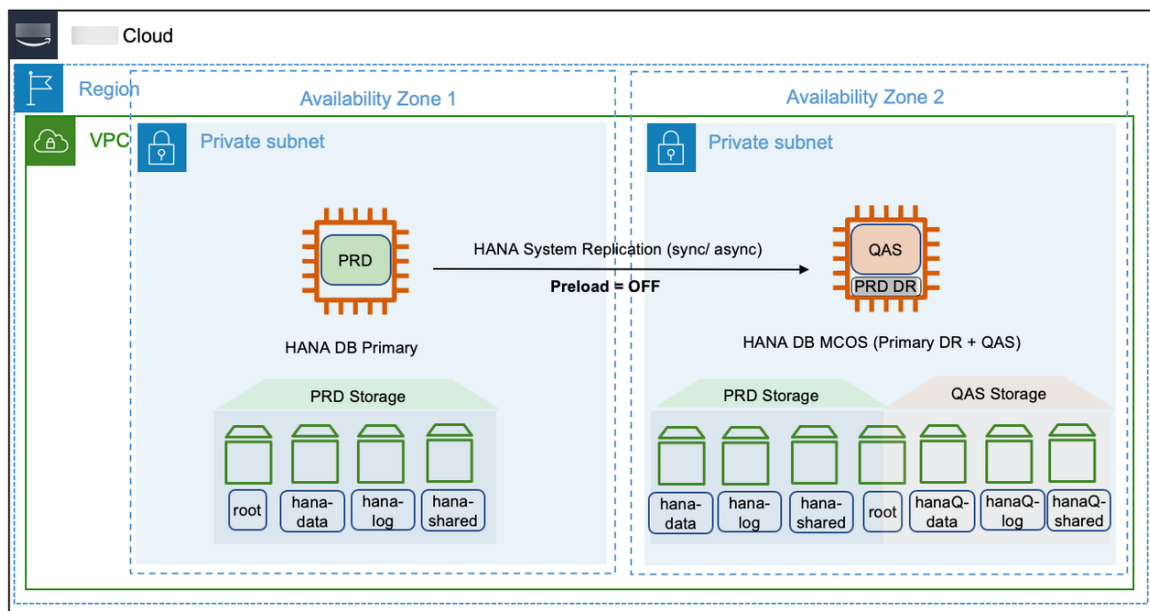 Cloud
Region
Availability Zone 1
Availability Zone 2
VPC
Private subnet
Private subnet
PRD
HANA System Replication (sync/ async)
Preload = OFF
QAS
PRD DR
HANA DB Primary
HANA DB MCOS (Primary DR + QAS)
PRD Storage
PRD Storage
QAS Storage
root
hana-
data
hana-
log
hana-
shared
hana-
data
hana-
log
hana-
shared
root
hanaQ-
data
hanaQ-
log
hanaQ-
shared